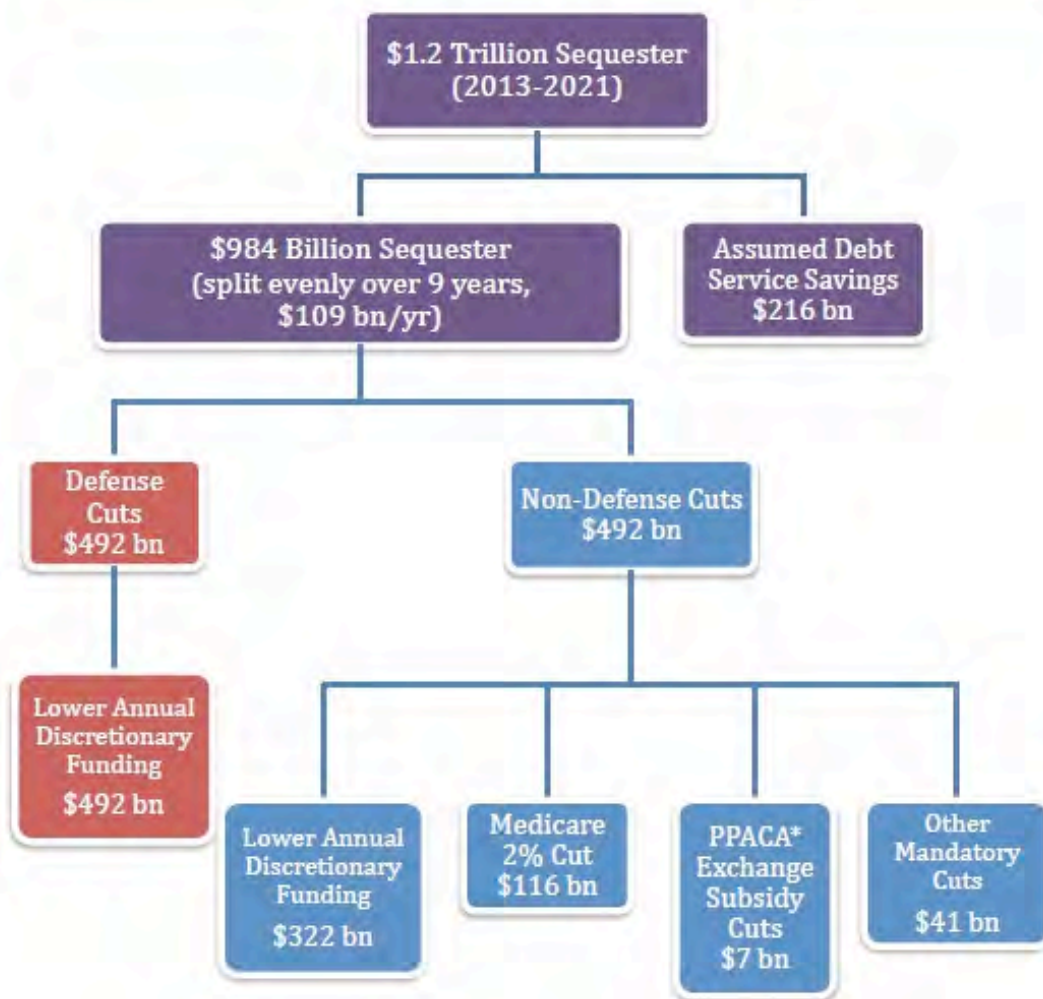 $1.2 Trillion Sequester
(2013-2021)
$984 Billion Sequester
(split evenly over 9 years,
$109 bn/yr)
Assumed Debt
Service Savings
$216 bn
Defense
Cuts
$492 bn
Non-Defense Cuts
$492 bn
Lower Annual
Discretionary
Funding
$492 bn
Lower Annual
Discretionary
Funding
$322 bn
Medicare
2% Cut
$116 bn
PPACA*
Exchange
Subsidy
Cuts
$7 bn
Other
Mandatory
Cuts
$41 bn